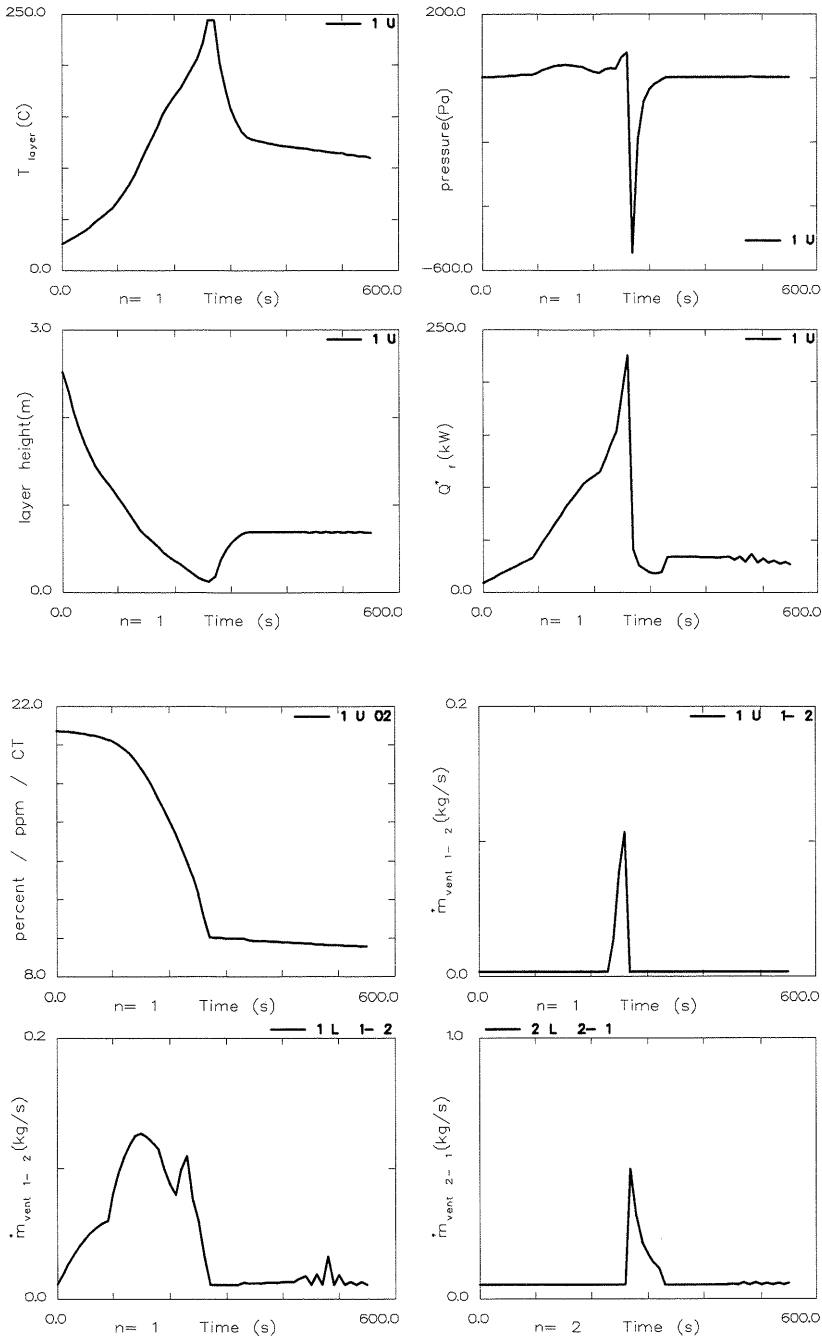 250.0
1 U
T layer (C)
0.0
0.0
n= 1 Time (s)
600.0
200.0
pressure(Pa)
1 U
−600.0
0.0
n= 1 Time (s)
600.0
3.0
1 U
layer height(m)
0.0
0.0
n= 1 Time (s)
600.0
250.0
1 U
Q* f (kW)
0.0
0.0
n= 1 Time (s)
600.0
22.0
1 U O2
percent / ppm / CT
8.0
0.0
n= 1 Time (s)
600.0
0.2
1 U 1- 2
m vent 1- 2 (kg/s)
0.0
0.0
n= 1 Time (s)
600.0
0.2
1 L 1- 2
m vent 1- 2 (kg/s)
0.0
0.0
n= 1 Time (s)
600.0
1.0
2 L 2- 1
m vent 2- 1 (kg/s)
0.0
0.0
n= 2 Time (s)
600.0